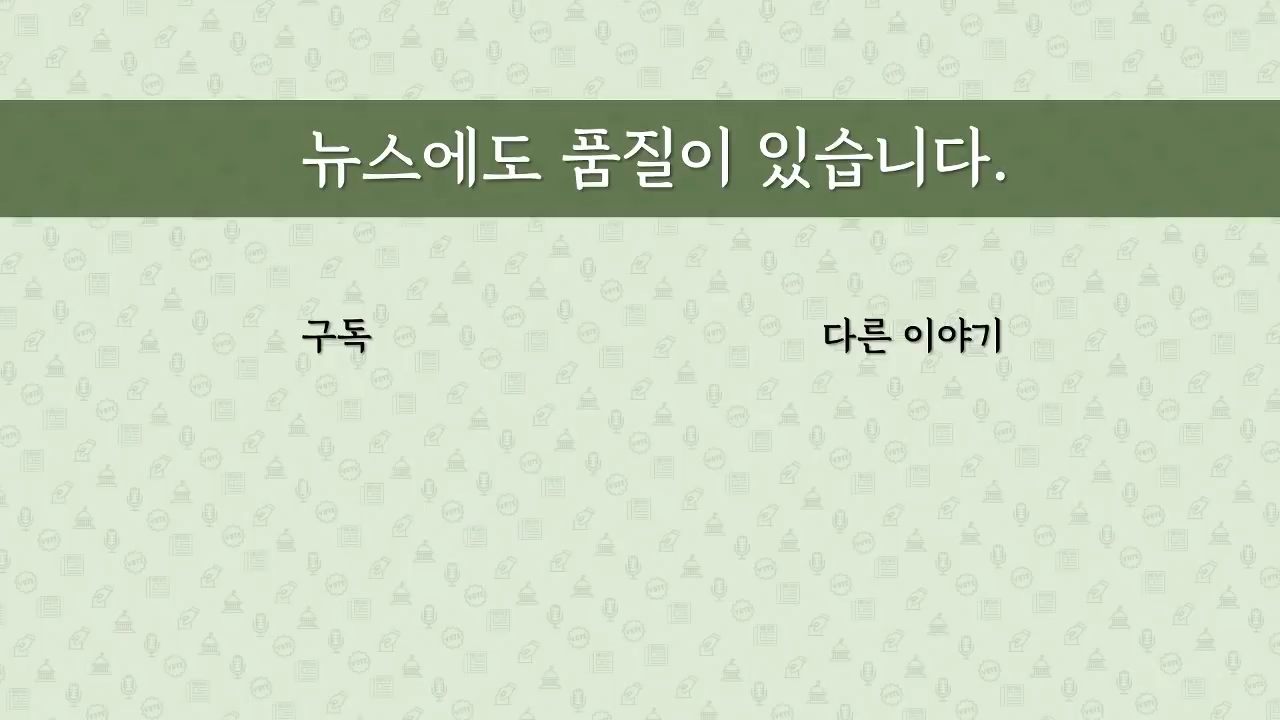 뉴스에도 품질이 있습니다.
구독
다른 이야기